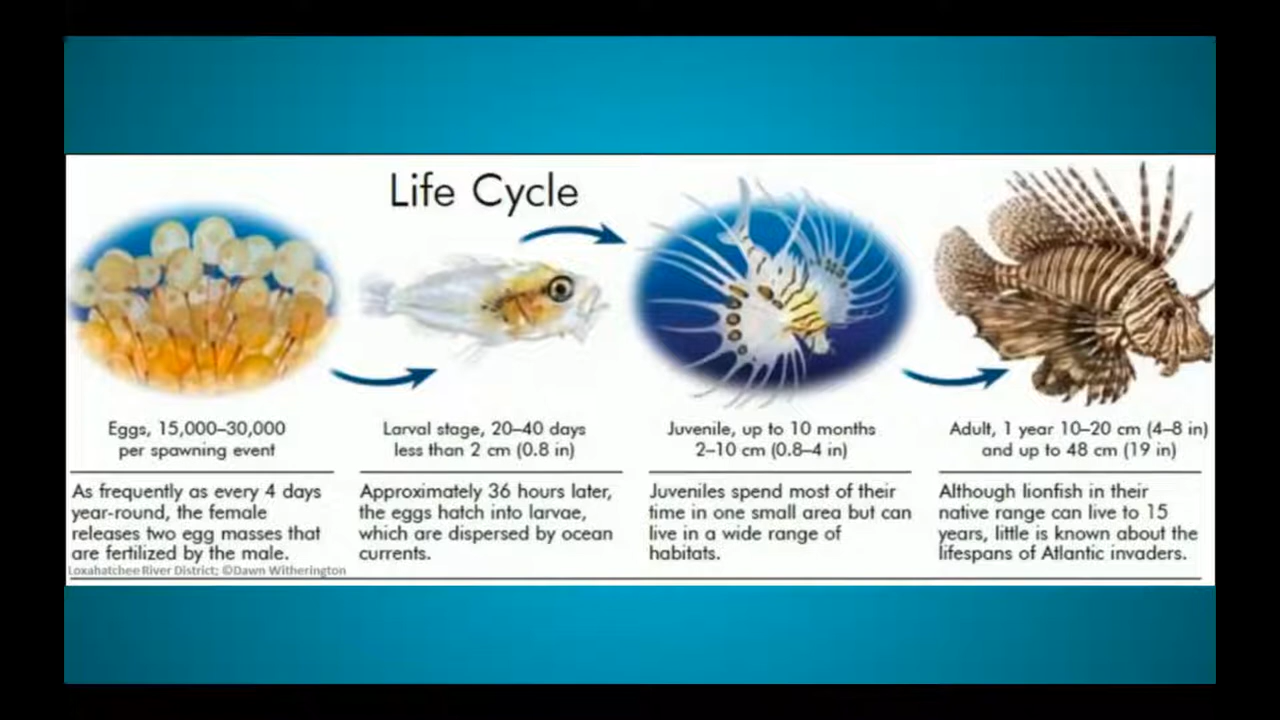 Life Cycle
Eggs, 15,000–30,000
per spawning event
As frequently as every 4 days
year-round, the female
releases two egg masses that
are fertilized by the male.
Loxahatchee River District; ©Dawn Witherington
Larval stage, 20–40 days
less than 2 cm (0.8 in)
Approximately 36 hours later,
the eggs hatch into larvae,
which are dispersed by ocean
currents.
Juvenile, up to 10 months
2–10 cm (0.8–4 in)
Juveniles spend most of their
time in one small area but can
live in a wide range of
habitats.
Adult, 1 year 10–20 cm (4–8 in)
and up to 48 cm (19 in)
Although lionfish in their
native range can live to 15
years, little is known about the
lifespans of Atlantic invaders.